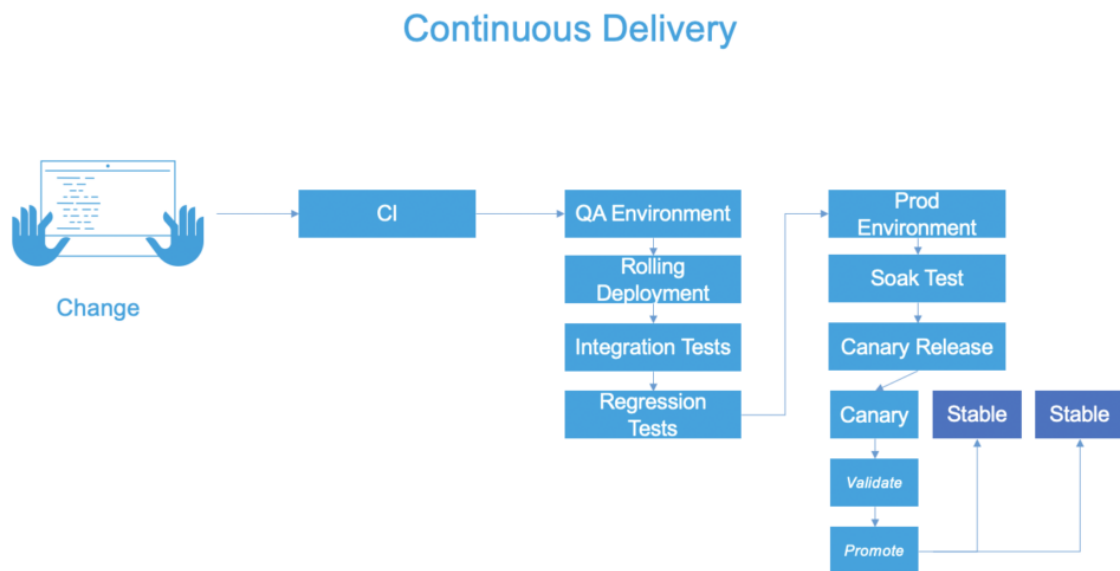 Continuous Delivery
Change
CI
QA Environment
Rolling
Deployment
Integration Tests
Regression
Tests
Prod
Environment
Soak Test
Canary Release
Canary
Stable
Stable
Validate
Promote